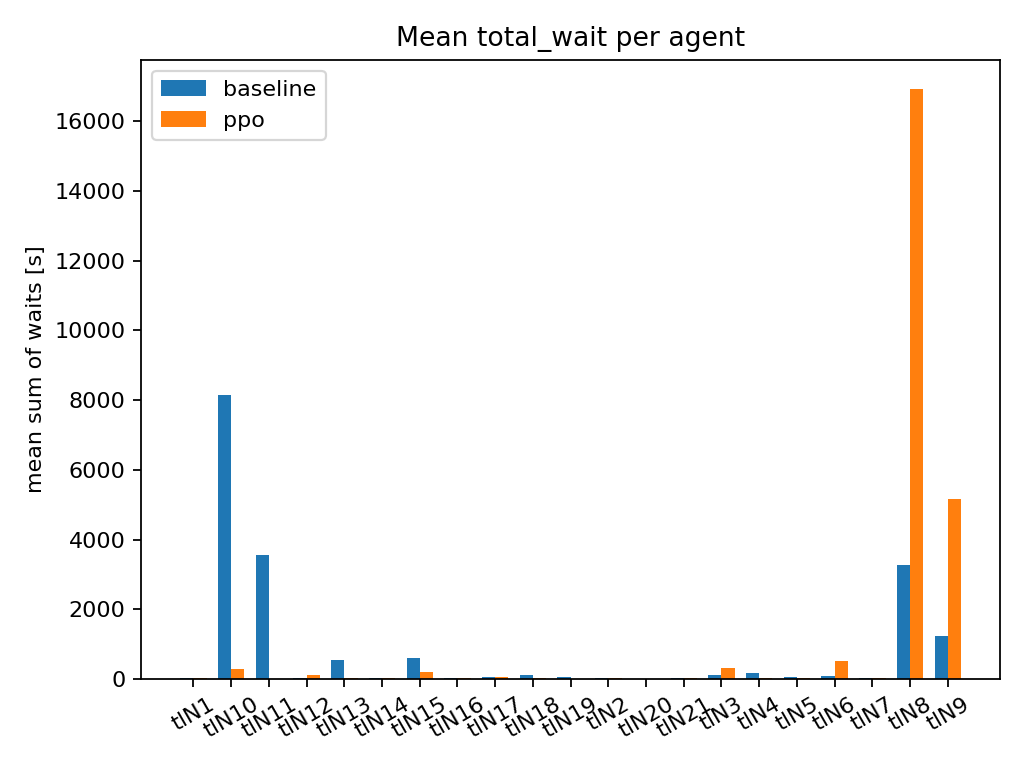 Mean total_wait per agent
baseline
ppo
mean sum of waits [s]
16000
14000
12000
10000
8000
6000
4000
2000
0
tlN1 tlN10 tlN11 tlN12 tlN13 tlN14 tlN15 tlN16 tlN17 tlN18 tlN19 tlN2 tlN20 tlN21 tlN3 tlN4 tlN5 tlN6 tlN7 tlN8 tlN9